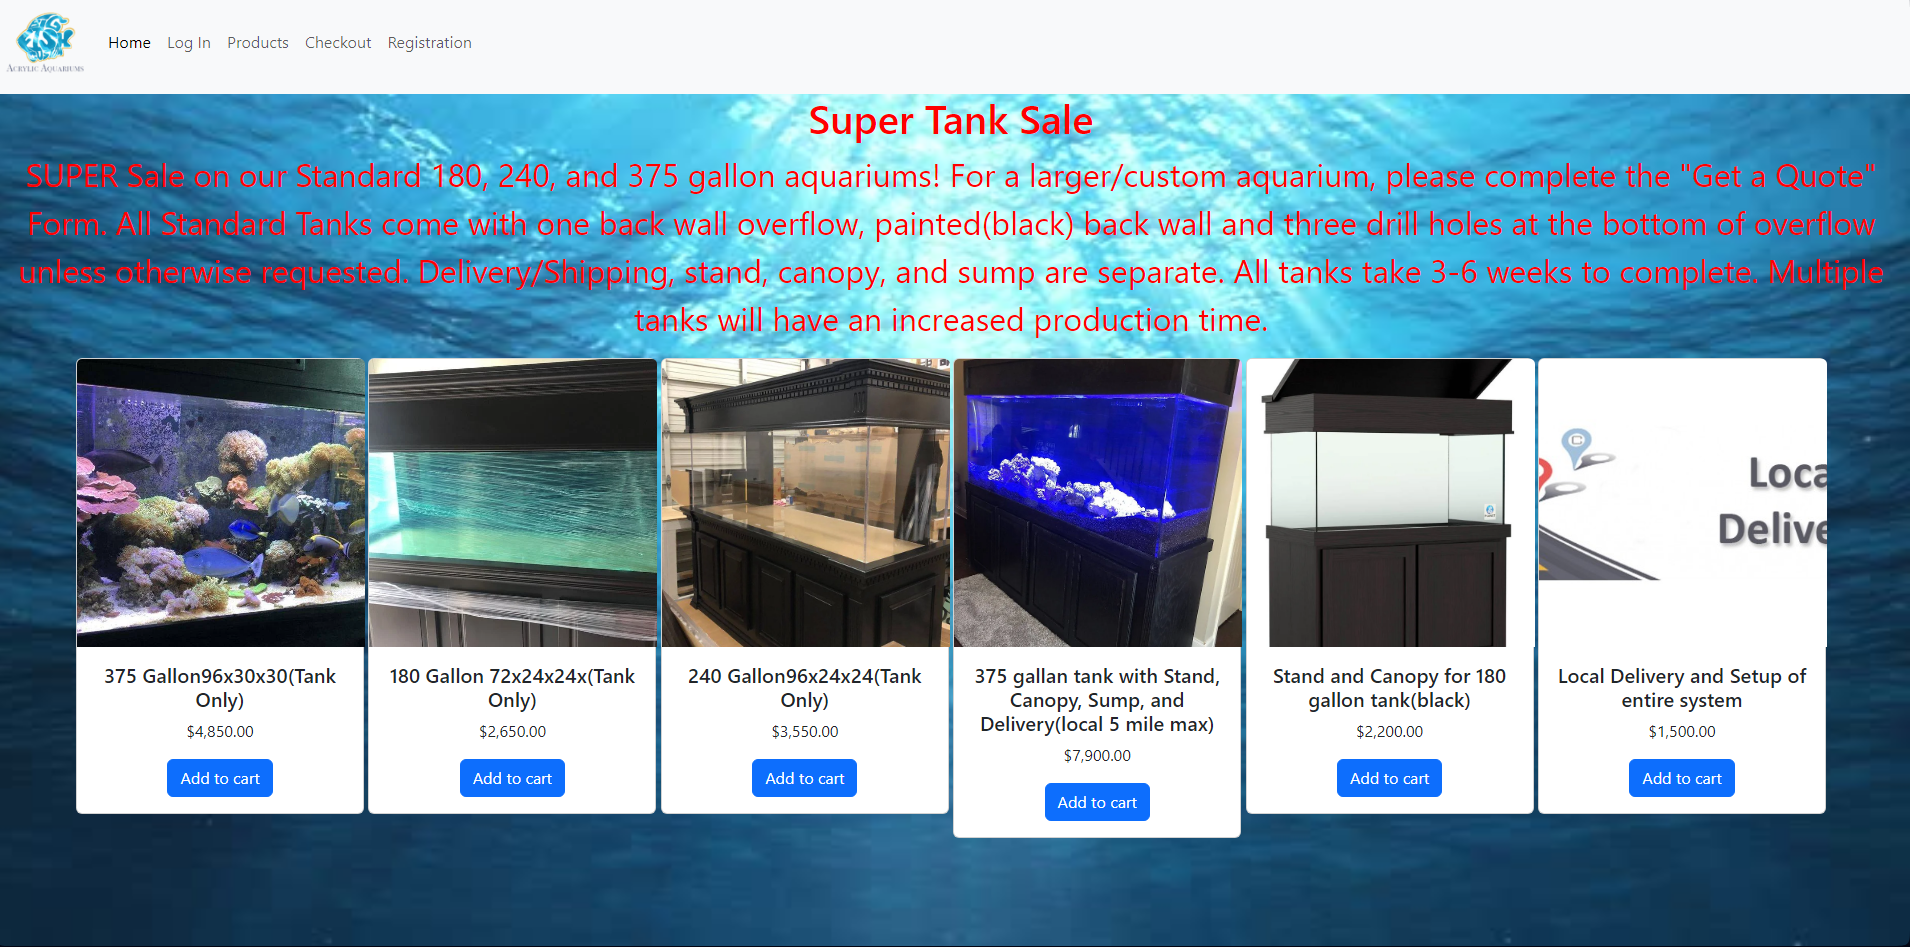 ACRYLIC AQUARIUMS
Home Log In Products Checkout Registration
Super Tank Sale
SUPER Sale on our Standard 180, 240, and 375 gallon aquariums! For a larger/custom aquarium, please complete the "Get a Quote"
Form. All Standard Tanks come with one back wall overflow, painted(black) back wall and three drill holes at the bottom of overflow
unless otherwise requested. Delivery/Shipping, stand, canopy, and sump are separate. All tanks take 3-6 weeks to complete. Multiple
tanks will have an increased production time.
C
Loca
Delive
375 Gallon96x30x30(Tank
Only)
$4,850.00
Add to cart
180 Gallon 72x24x24x(Tank
Only)
$2,650.00
Add to cart
240 Gallon96x24x24(Tank
Only)
$3,550.00
Add to cart
375 gallan tank with Stand,
Canopy, Sump, and
Delivery(local 5 mile max)
$7,900.00
Add to cart
Stand and Canopy for 180
gallon tank(black)
$2,200.00
Add to cart
Local Delivery and Setup of
entire system
$1,500.00
Add to cart